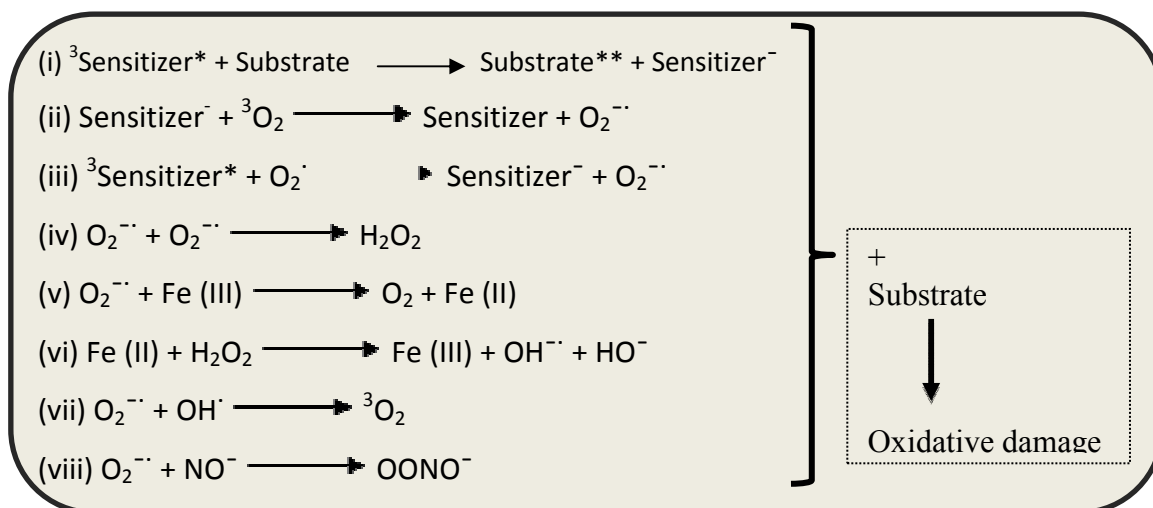 (i) ³Sensitizer* + Substrate ⟶ Substrate** + Sensitizer⁻
(ii) Sensitizer⁻ + ³O₂ ⟶ Sensitizer + O₂⁻˙
(iii) ³Sensitizer* + O₂˙ ‣ Sensitizer⁻ + O₂⁻˙
(iv) O₂⁻˙ + O₂⁻˙ ⟶ H₂O₂
(v) O₂⁻˙ + Fe (III) ⟶ O₂ + Fe (II)
(vi) Fe (II) + H₂O₂ ⟶ Fe (III) + OH⁻˙ + HO⁻
(vii) O₂⁻˙ + OH˙ ⟶ ³O₂
(viii) O₂⁻˙ + NO⁻ ⟶ OONO⁻
+
Substrate
Oxidative damage